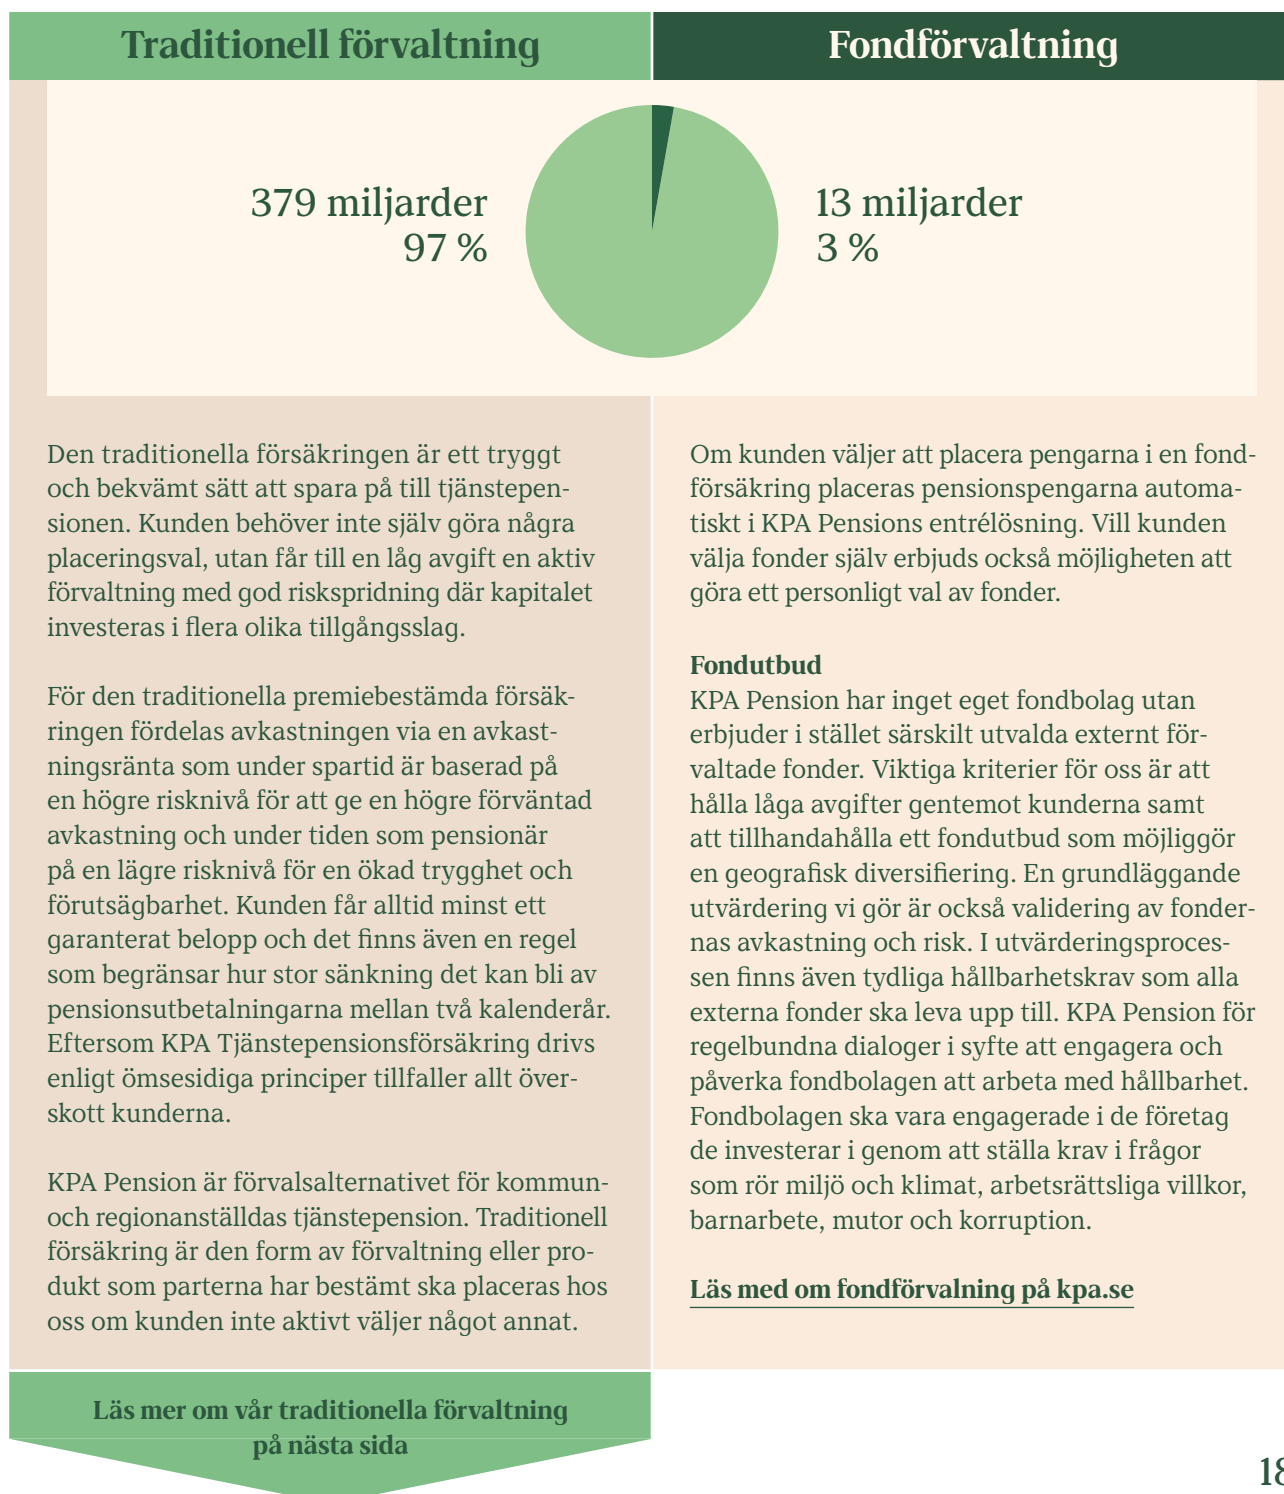 Traditionell förvaltning
Fondförvaltning
379 miljarder
97 %
13 miljarder
3 %
Den traditionella försäkringen är ett tryggt
och bekvämt sätt att spara på till tjänstepen-
sionen. Kunden behöver inte själv göra några
placeringsval, utan får till en låg avgift en aktiv
förvaltning med god riskspridning där kapitalet
investeras i flera olika tillgångsslag.
För den traditionella premiebestämda försäk-
ringen fördelas avkastningen via en avkast-
ningsränta som under spartid är baserad på
en högre risknivå för att ge en högre förväntad
avkastning och under tiden som pensionär
på en lägre risknivå för en ökad trygghet och
förutsägbarhet. Kunden får alltid minst ett
garanterat belopp och det finns även en regel
som begränsar hur stor sänkning det kan bli av
pensionsutbetalningarna mellan två kalenderår.
Eftersom KPA Tjänstepensionsförsäkring drivs
enligt ömsesidiga principer tillfaller allt över-
skott kunderna.
KPA Pension är förvalsalternativet för kommun-
och regionanställdas tjänstepension. Traditionell
försäkring är den form av förvaltning eller pro-
dukt som parterna har bestämt ska placeras hos
oss om kunden inte aktivt väljer något annat.
Läs mer om vår traditionella förvaltning
på nästa sida
Om kunden väljer att placera pengarna i en fond-
försäkring placeras pensionspengarna automa-
tiskt i KPA Pensions entrélösning. Vill kunden
välja fonder själv erbjuds också möjligheten att
göra ett personligt val av fonder.
Fondutbud
KPA Pension har inget eget fondbolag utan
erbjuder i stället särskilt utvalda externt för-
valtade fonder. Viktiga kriterier för oss är att
hålla låga avgifter gentemot kunderna samt
att tillhandahålla ett fondutbud som möjliggör
en geografisk diversifiering. En grundläggande
utvärdering vi gör är också validering av fonder-
nas avkastning och risk. I utvärderingsproces-
sen finns även tydliga hållbarhetskrav som alla
externa fonder ska leva upp till. KPA Pension för
regelbundna dialoger i syfte att engagera och
påverka fondbolagen att arbeta med hållbarhet.
Fondbolagen ska vara engagerade i de företag
de investerar i genom att ställa krav i frågor
som rör miljö och klimat, arbetsrättsliga villkor,
barnarbete, mutor och korruption.
Läs med om fondförvalning på kpa.se
18